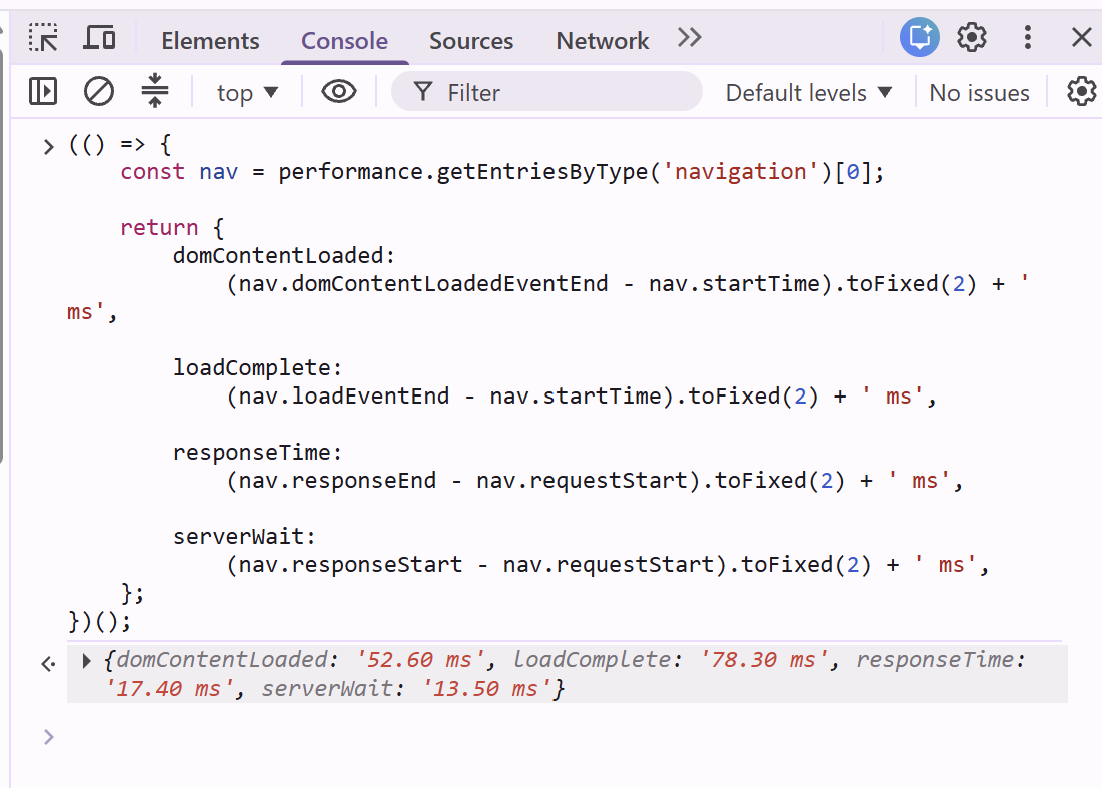 Elements Console Sources Network
top Filter Default levels No issues
(() => {
    const nav = performance.getEntriesByType('navigation')[0];
    return {
        domContentLoaded:
            (nav.domContentLoadedEventEnd - nav.startTime).toFixed(2) + '
ms',
        loadComplete:
            (nav.loadEventEnd - nav.startTime).toFixed(2) + ' ms',
        responseTime:
            (nav.responseEnd - nav.requestStart).toFixed(2) + ' ms',
        serverWait:
            (nav.responseStart - nav.requestStart).toFixed(2) + ' ms',
    };
})();
{domContentLoaded: '52.60 ms', loadComplete: '78.30 ms', responseTime:
'17.40 ms', serverWait: '13.50 ms'}